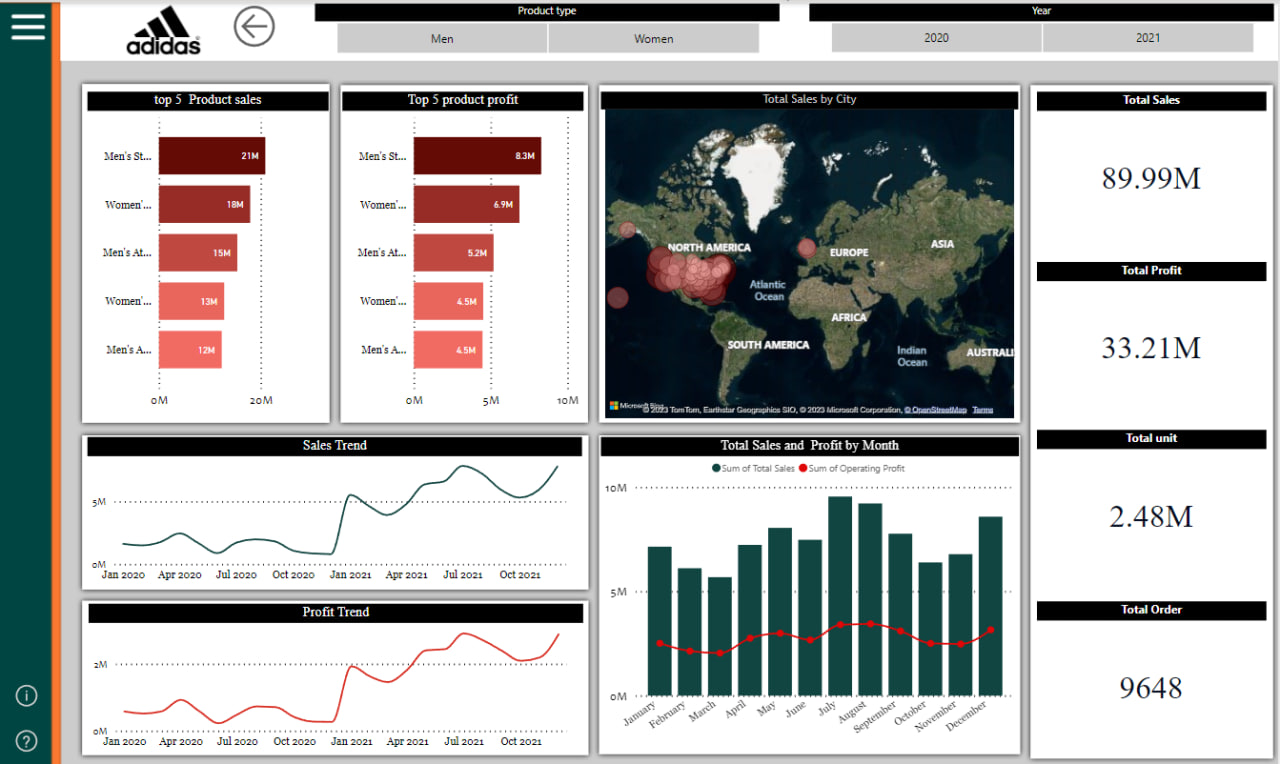 adidas
Product type
Men
Women
Year
2020
2021
top 5 Product sales
Men's St...
21M
Women'...
18M
Men's At...
15M
Women'...
13M
Men's A...
12M
0M
20M
Top 5 product profit
Men's St...
8.3M
Women'...
6.9M
Men's At...
5.2M
Women'...
4.5M
Men's A...
4.5M
0M
5M
10M
Total Sales by City
NORTH AMERICA
EUROPE
ASIA
Atlantic
Ocean
AFRICA
SOUTH AMERICA
Indian
Ocean
AUSTRALI
Microsoft Bing
© 2023 TomTom, Earthstar Geographics SIO, © 2023 Microsoft Corporation, © OpenStreetMap Terms
Total Sales
89.99M
Total Profit
33.21M
Total unit
2.48M
Total Order
9648
Sales Trend
5M
0M
Jan 2020
Apr 2020
Jul 2020
Oct 2020
Jan 2021
Apr 2021
Jul 2021
Oct 2021
Profit Trend
2M
0M
Jan 2020
Apr 2020
Jul 2020
Oct 2020
Jan 2021
Apr 2021
Jul 2021
Oct 2021
Total Sales and Profit by Month
Sum of Total Sales
Sum of Operating Profit
10M
5M
0M
January
February
March
April
May
June
July
August
September
October
November
December